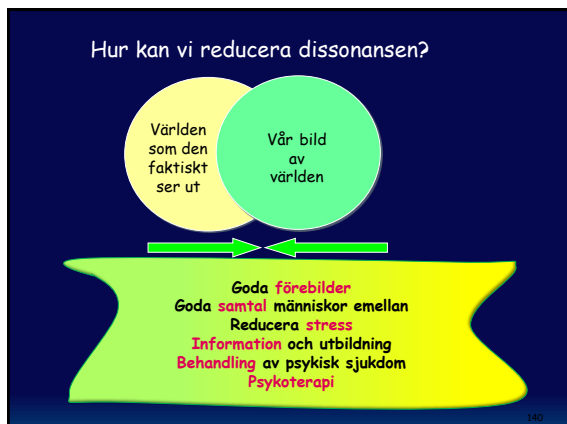 Hur kan vi reducera dissonansen?
Världen
som den
faktiskt
ser ut
Vår bild
av
världen
Goda förebilder
Goda samtal människor emellan
Reducera stress
Information och utbildning
Behandling av psykisk sjukdom
Psykoterapi
140